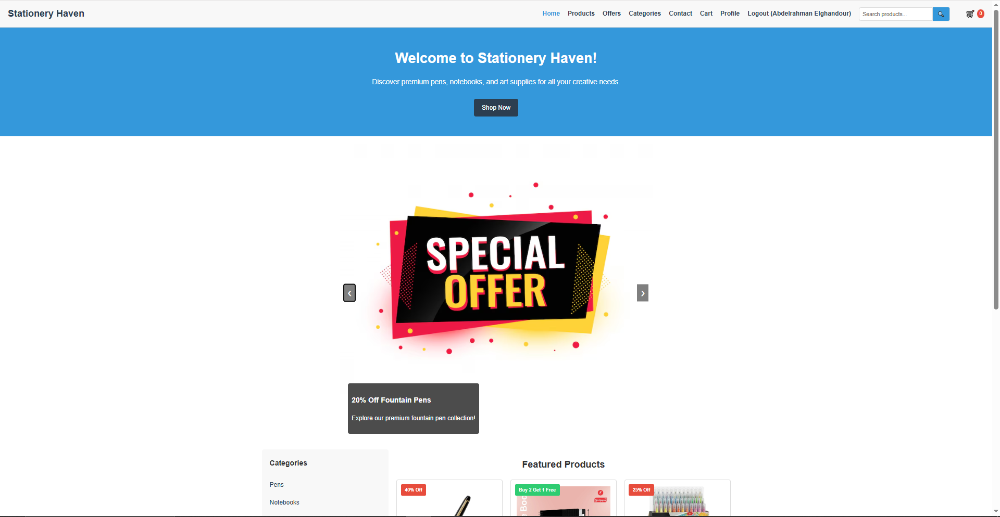 Stationery Haven
Home Products Offers Categories Contact Cart Profile Logout (Abdelrahman Elghandour) Search products... 0
Welcome to Stationery Haven!
Discover premium pens, notebooks, and art supplies for all your creative needs.
Shop Now
SPECIAL
OFFER
❮
❯
20% Off Fountain Pens
Explore our premium fountain pen collection!
Categories
Pens
Notebooks
Featured Products
40% Off
Buy 2 Get 1 Free
25% Off